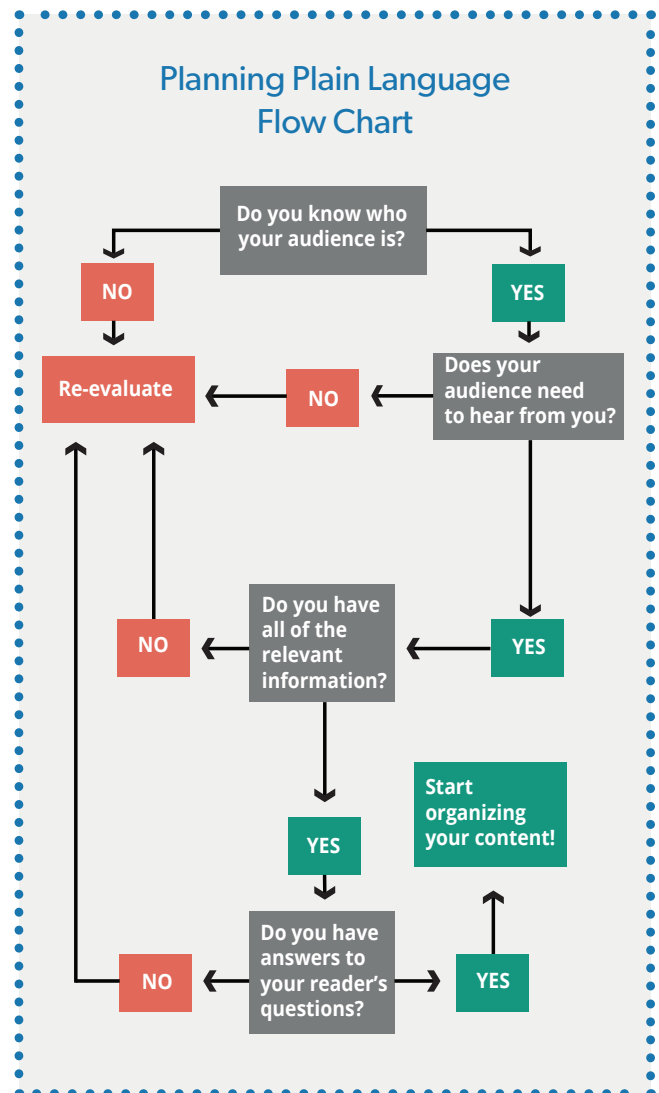 Planning Plain Language
Flow Chart
Do you know who
your audience is?
NO
YES
Re-evaluate
NO
Does your
audience need
to hear from you?
NO
Do you have
all of the
relevant
information?
YES
YES
Start
organizing
your content!
NO
Do you have
answers to
your reader’s
questions?
YES